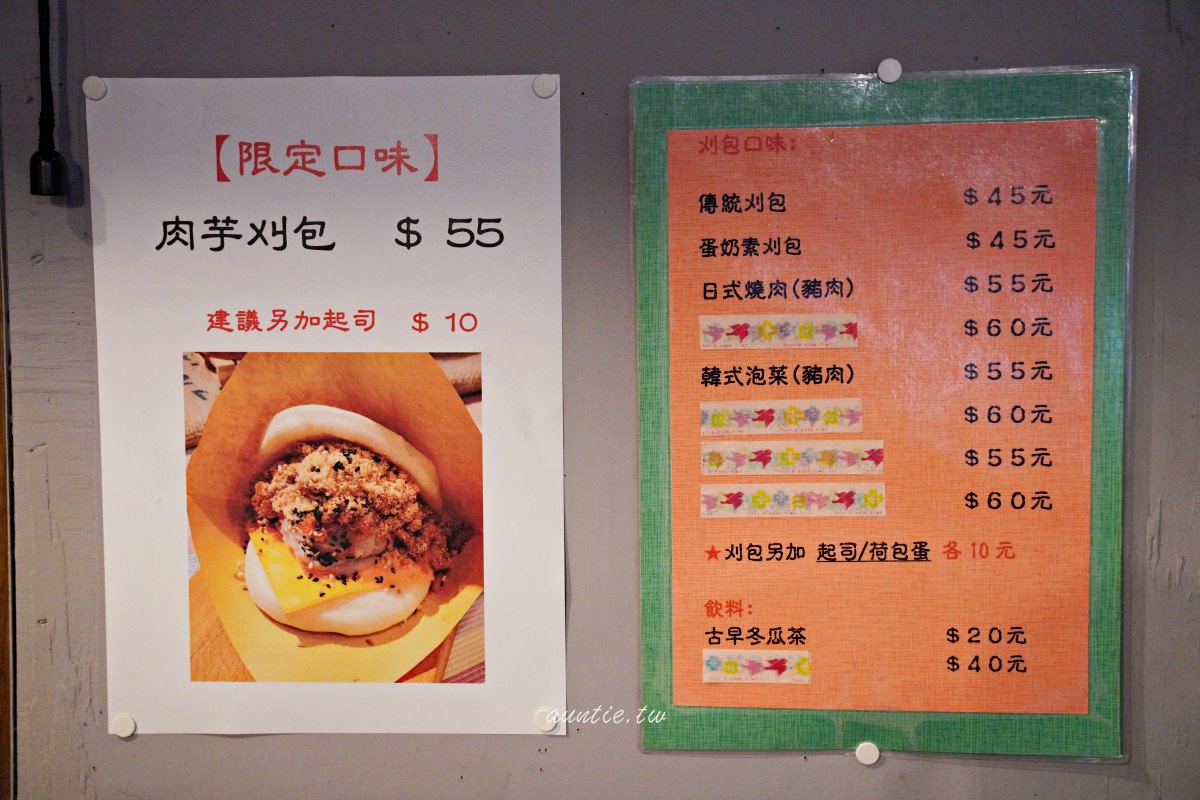 【限定口味】
肉芋刈包 $ 55
建議另加起司 $ 10
刈包口味:
傳統刈包 $45元
蛋奶素刈包 $45元
日式燒肉(豬肉) $55元
$60元
韓式泡菜(豬肉) $55元
$60元
$55元
$60元
★刈包另加 起司/荷包蛋 各10元
飲料:
古早冬瓜茶 $20元
$40元
auntie.tw